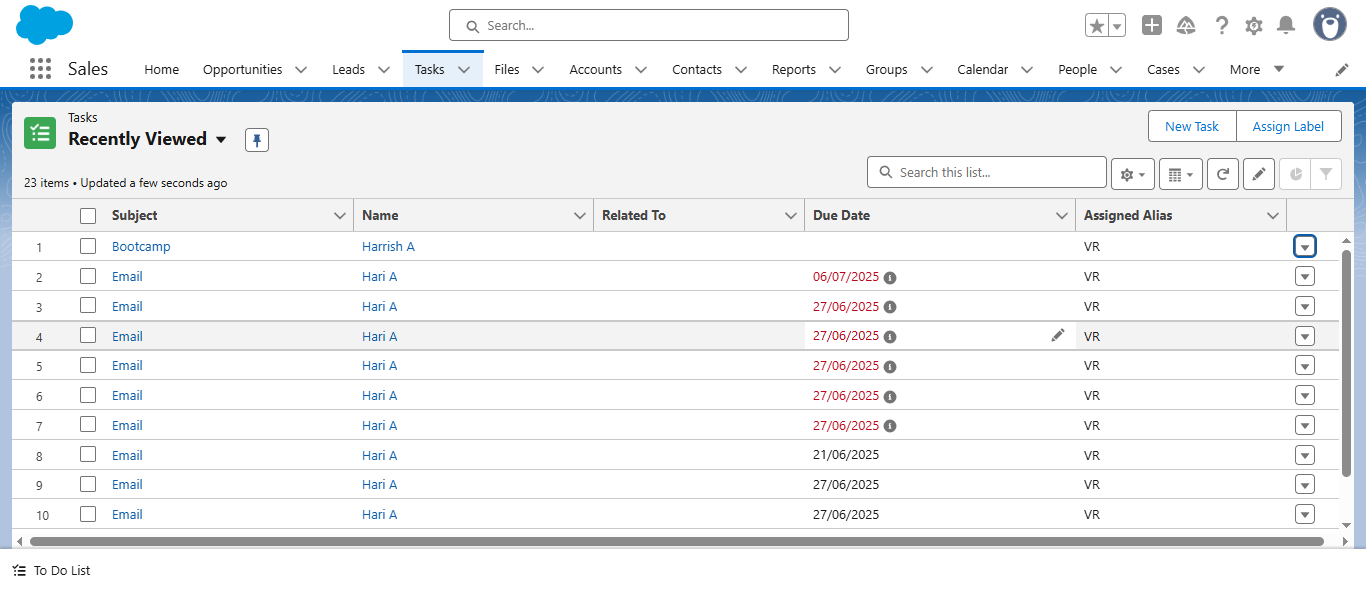 Search...
Sales Home Opportunities Leads Tasks Files Accounts Contacts Reports Groups Calendar People Cases More
Tasks
Recently Viewed
New Task Assign Label
23 items • Updated a few seconds ago
Search this list...
Subject Name Related To Due Date Assigned Alias
1 Bootcamp Harrish A VR
2 Email Hari A 06/07/2025 VR
3 Email Hari A 27/06/2025 VR
4 Email Hari A 27/06/2025 VR
5 Email Hari A 27/06/2025 VR
6 Email Hari A 27/06/2025 VR
7 Email Hari A 27/06/2025 VR
8 Email Hari A 21/06/2025 VR
9 Email Hari A 27/06/2025 VR
10 Email Hari A 27/06/2025 VR
To Do List